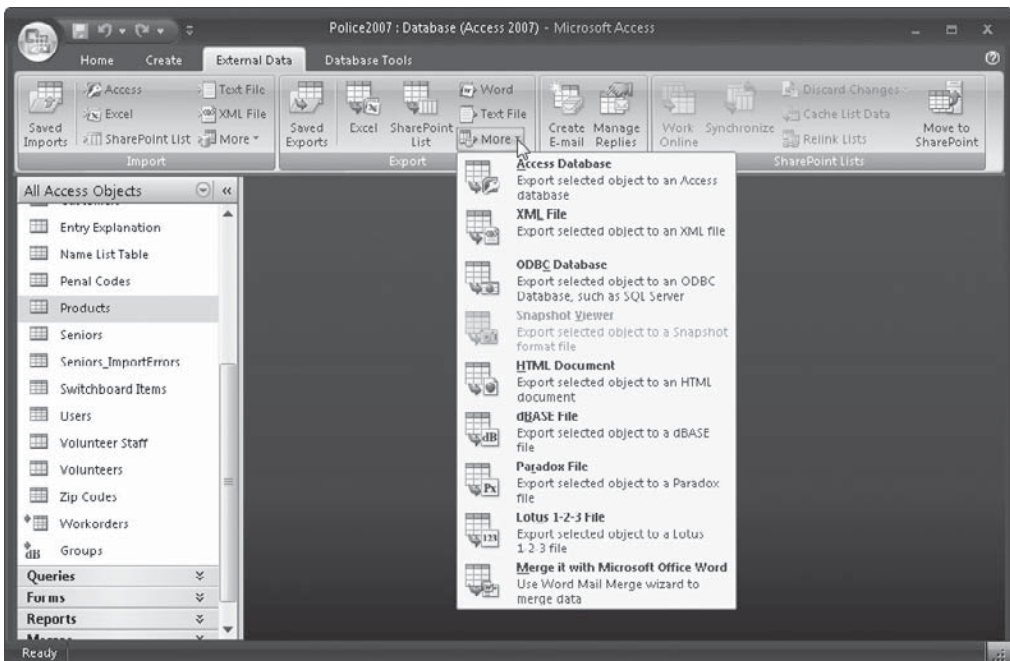 Police2007 : Database (Access 2007) - Microsoft Access
Home Create External Data Database Tools
Saved Imports
Access
Excel
SharePoint List
Text File
XML File
More
Import
Saved Exports
Excel
SharePoint List
Word
Text File
More
Export
Create E-mail
Manage Replies
Work Online
Synchronize
Discard Changes
Cache List Data
Relink Lists
Move to SharePoint
SharePoint Lists
All Access Objects
Entry Explanation
Name List Table
Penal Codes
Products
Seniors
Seniors_ImportErrors
Switchboard Items
Users
Volunteer Staff
Volunteers
Zip Codes
Workorders
dB Groups
Queries
Forms
Reports
Access Database
Export selected object to an Access
database
XML File
Export selected object to an XML file
ODBC Database
Export selected object to an ODBC
Database, such as SQL Server
Snapshot Viewer
Export selected object to a Snapshot
format file
HTML Document
Export selected object to an HTML
document
dBASE File
dB
Export selected object to a dBASE
file
Paradox File
Px
Export selected object to a Paradox
file
Lotus 1-2-3 File
123
Export selected object to a Lotus
1-2-3 file
Merge it with Microsoft Office Word
Use Word Mail Merge wizard to
merge data
Ready